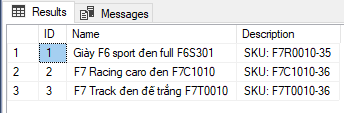 Results Messages
ID Name Description
1 1 Giày F6 sport đen full F6S301 SKU: F7R0010-35
2 2 F7 Racing caro đen F7C1010 SKU: F7C1010-36
3 3 F7 Track đen đế trắng F7T0010 SKU: F7T0010-36